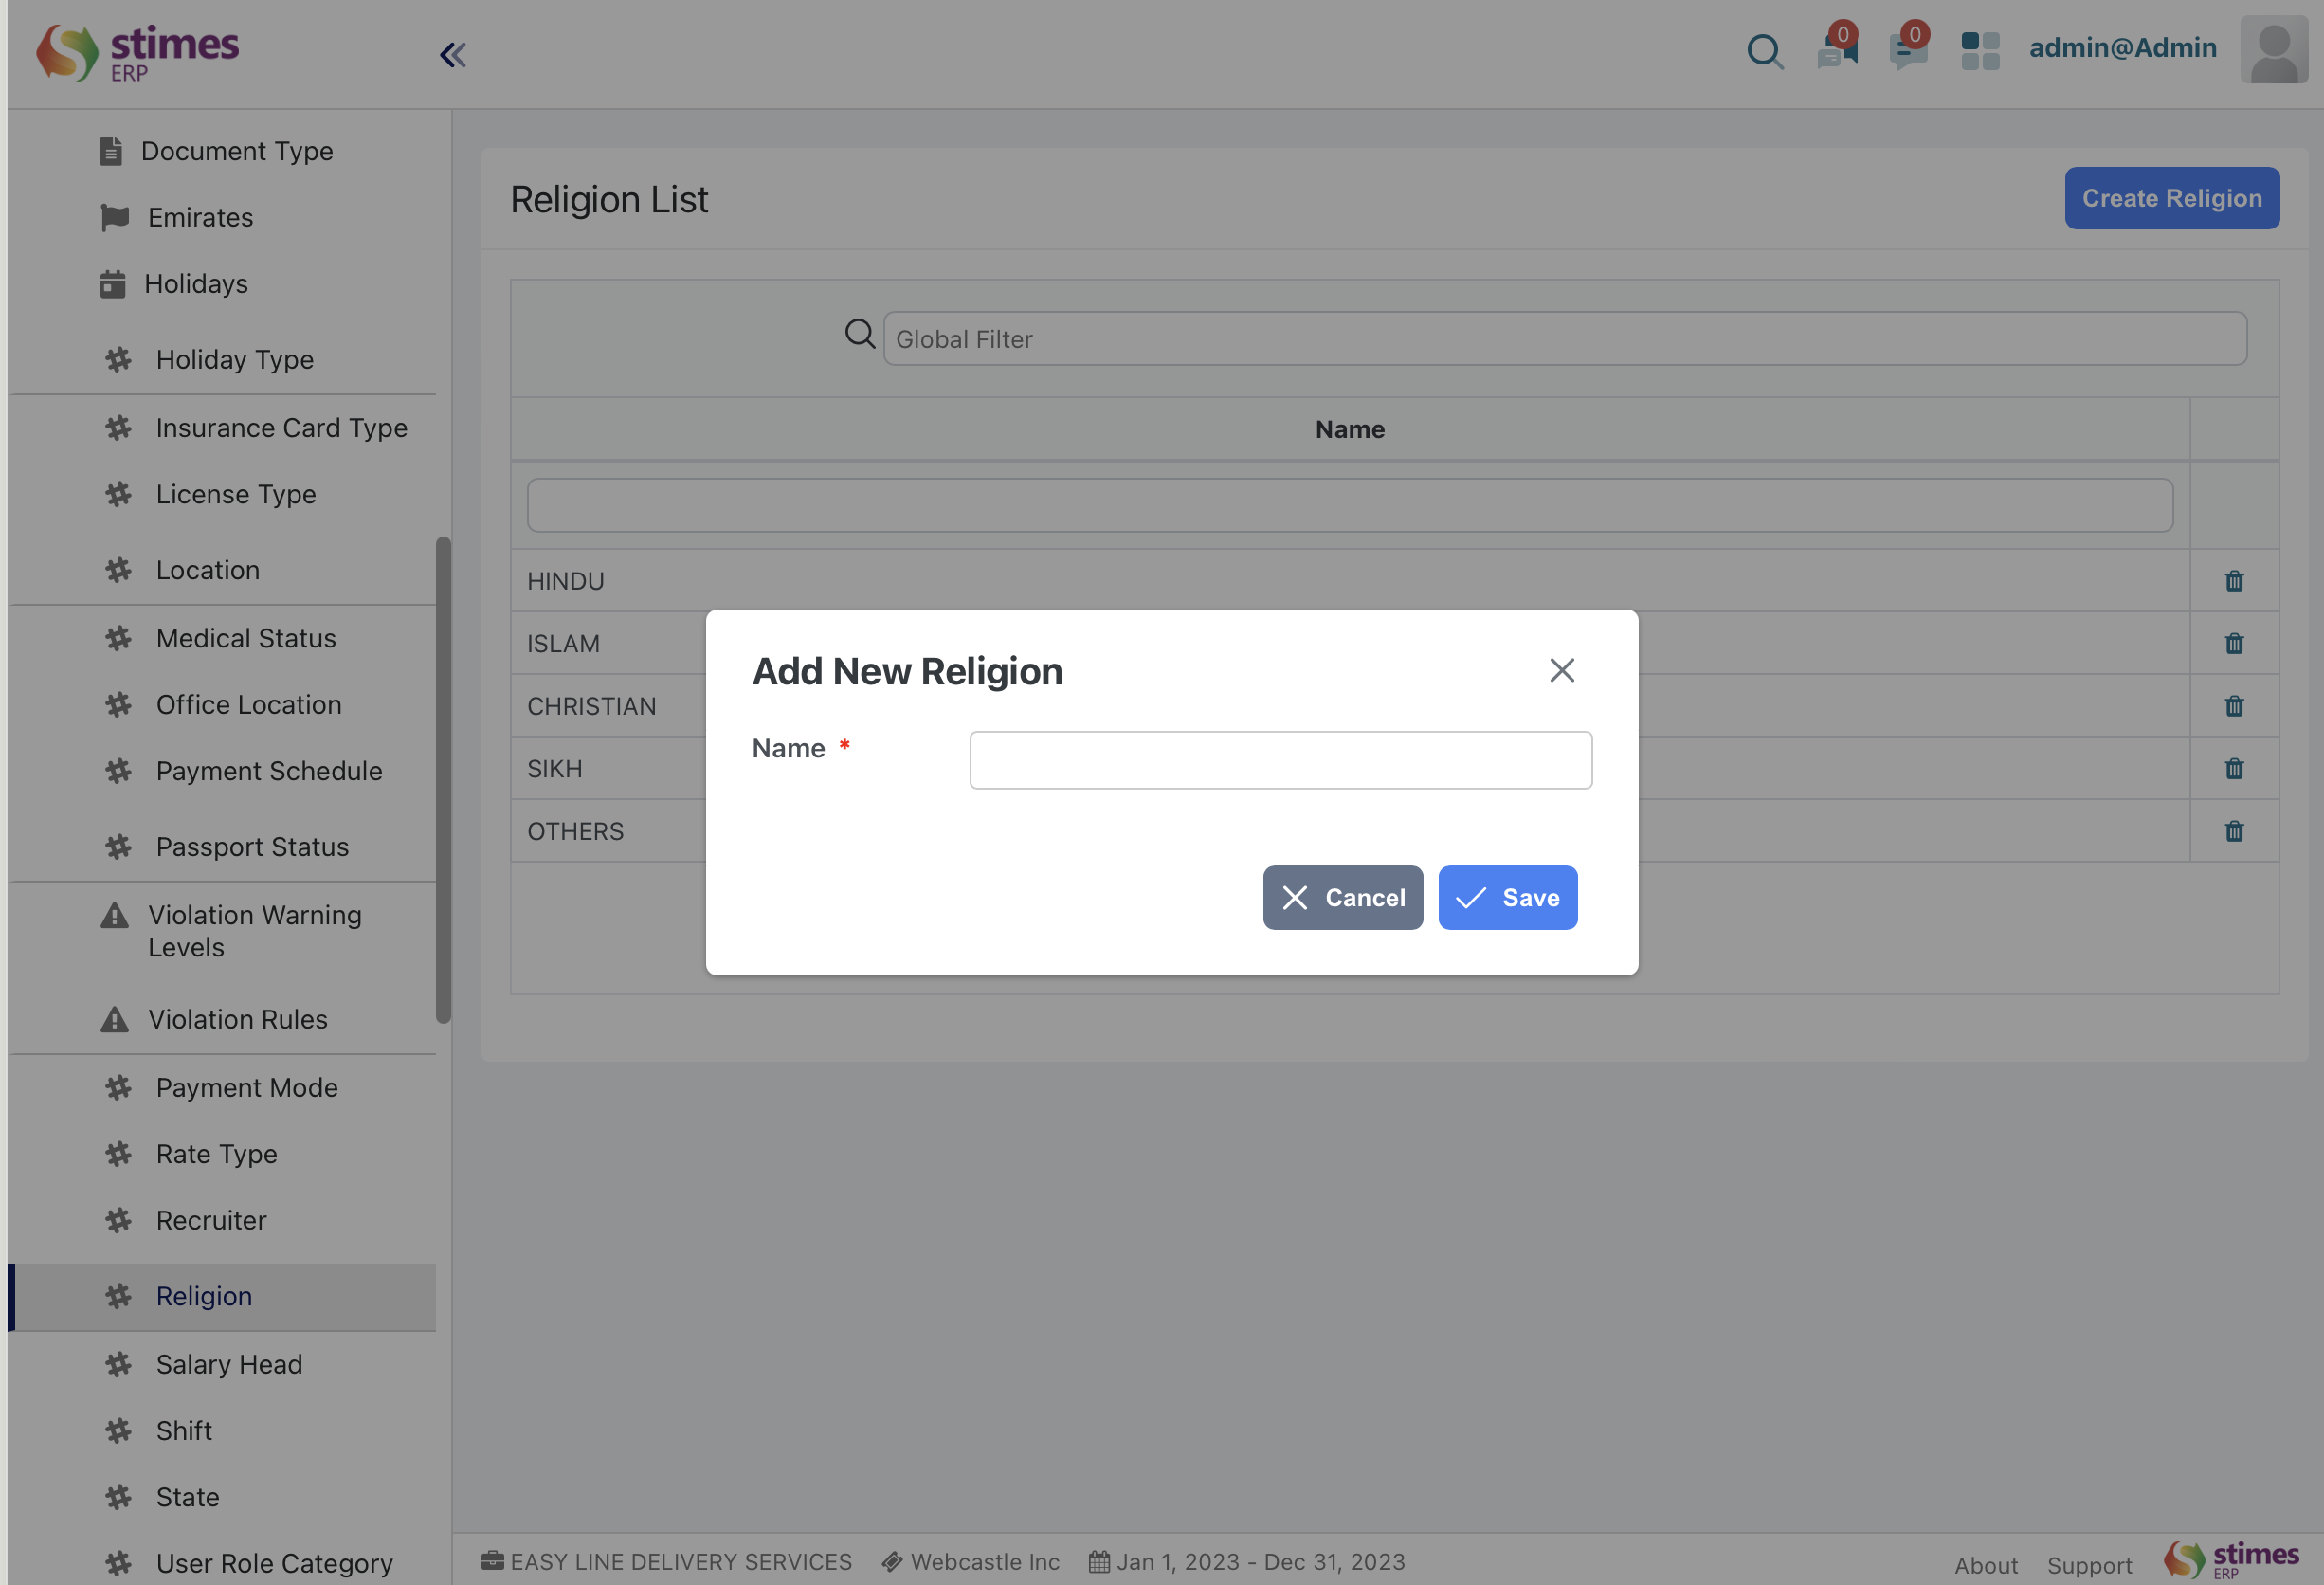 stimes
ERP
0
0
admin@Admin
Document Type
Emirates
Holidays
Holiday Type
Insurance Card Type
License Type
Location
Medical Status
Office Location
Payment Schedule
Passport Status
Violation Warning
Levels
Violation Rules
Payment Mode
Rate Type
Recruiter
Religion
Salary Head
Shift
State
User Role Category
Religion List
Create Religion
Global Filter
Name
HINDU
ISLAM
CHRISTIAN
SIKH
OTHERS
Add New Religion
Name *
Cancel
Save
EASY LINE DELIVERY SERVICES
Webcastle Inc
Jan 1, 2023 - Dec 31, 2023
About
Support
stimes
ERP